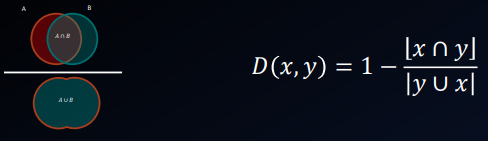 A B
A ∩ B
A ∪ B
D(x, y) = 1 − |x ∩ y| / |y ∪ x|